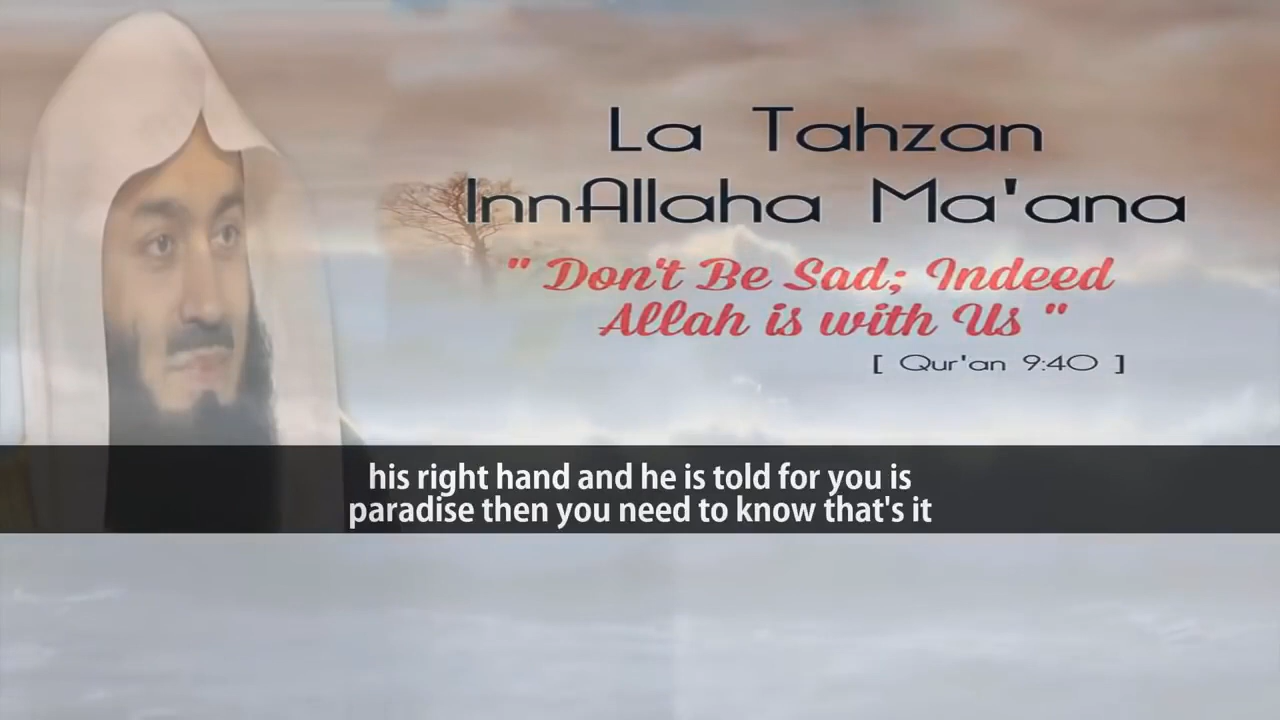 La Tahzan
InnAllaha Ma'ana
" Don't Be Sad; Indeed
Allah is with Us "
[ Qur'an 9:40 ]
his right hand and he is told for you is
paradise then you need to know that's it